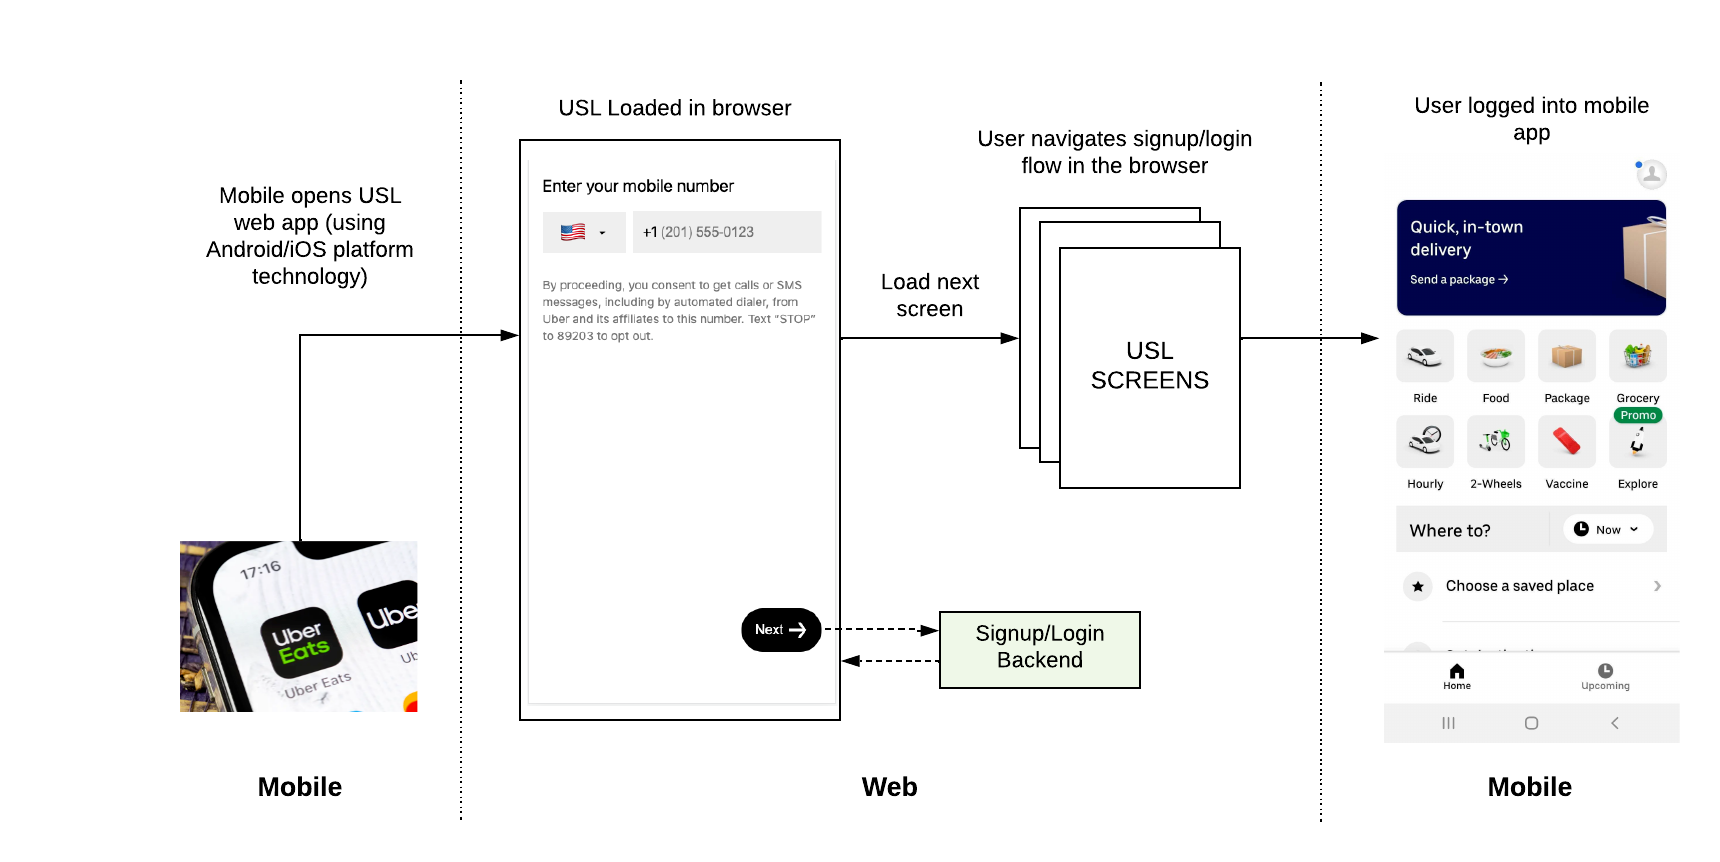 Mobile opens USL
web app (using
Android/iOS platform
technology)
17:16
Uber
Eats
Uber Eats
Mobile
USL Loaded in browser
Enter your mobile number
+1 (201) 555-0123
By proceeding, you consent to get calls or SMS
messages, including by automated dialer, from
Uber and its affiliates to this number. Text “STOP”
to 89203 to opt out.
Next
Load next
screen
User navigates signup/login
flow in the browser
USL
SCREENS
Signup/Login
Backend
Web
User logged into mobile
app
Quick, in-town
delivery
Send a package
Ride Food Package Grocery
Promo
Hourly 2-Wheels Vaccine Explore
Where to? Now
Choose a saved place
Home Upcoming
Mobile